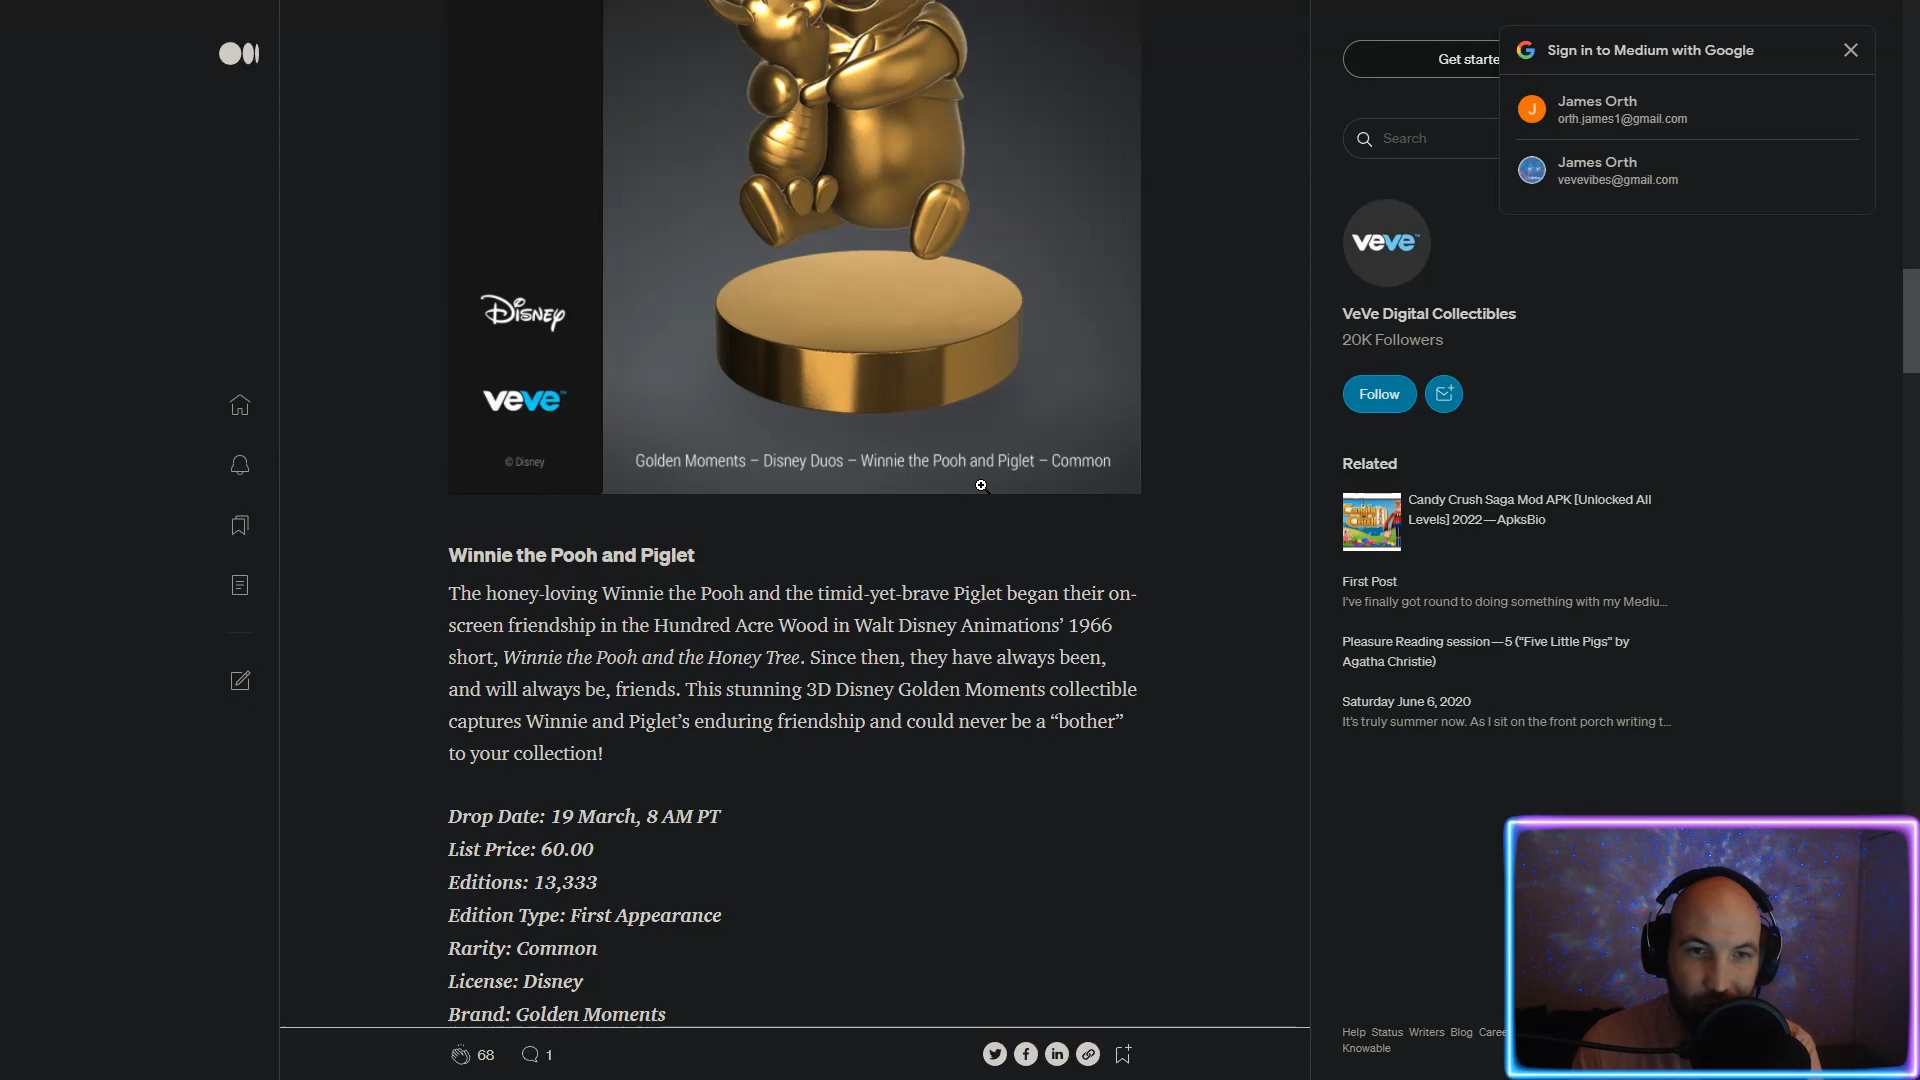 Disney
veve
© Disney
Golden Moments – Disney Duos – Winnie the Pooh and Piglet – Common
Winnie the Pooh and Piglet
The honey-loving Winnie the Pooh and the timid-yet-brave Piglet began their on-
screen friendship in the Hundred Acre Wood in Walt Disney Animations’ 1966
short, Winnie the Pooh and the Honey Tree. Since then, they have always been,
and will always be, friends. This stunning 3D Disney Golden Moments collectible
captures Winnie and Piglet’s enduring friendship and could never be a “bother”
to your collection!
Drop Date: 19 March, 8 AM PT
List Price: 60.00
Editions: 13,333
Edition Type: First Appearance
Rarity: Common
License: Disney
Brand: Golden Moments
68
1
Get starte
Search
Sign in to Medium with Google
J
James Orth
orth.james1@gmail.com
James Orth
vevevibes@gmail.com
veve™
VeVe Digital Collectibles
20K Followers
Follow
Related
Candy Crush Saga Mod APK [Unlocked All
Levels] 2022—ApksBio
First Post
I’ve finally got round to doing something with my Mediu…
Pleasure Reading session—5 (“Five Little Pigs” by
Agatha Christie)
Saturday June 6, 2020
It’s truly summer now. As I sit on the front porch writing t…
Help Status Writers Blog Caree
Knowable